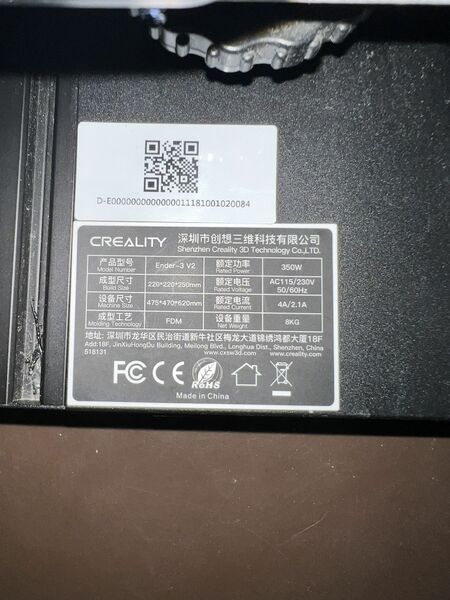 D-E0000000000000011181001020084
CREALITY 深圳市创想三维科技有限公司
Shenzhen Creality 3D Technology Co.,LTD.
产品型号 Model Number Ender-3 V2 额定功率 Rated Power 350W
成型尺寸 Build Size 220*220*250mm 额定电压 Rated Voltage AC115/230V 50/60Hz
设备尺寸 Machine Size 475*470*620mm 额定电流 Rated Current 4A/2.1A
成型工艺 Molding Technology FDM 设备重量 Net Weight 8KG
地址: 深圳市龙华区民治街道新牛社区梅龙大道锦绣鸿都大厦18F
Add:18F, JinXiuHongDu Building, Meilong Blvd., Longhua Dist., Shenzhen, China
518131 www.cxsw3d.com www.creality.com
FC CE RoHS
Made in China